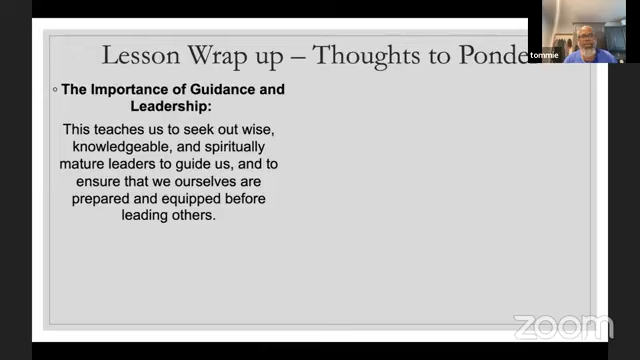 Lesson Wrap up – Thoughts to Ponde
tommie
◦ The Importance of Guidance and
Leadership:
This teaches us to seek out wise,
knowledgeable, and spiritually
mature leaders to guide us, and to
ensure that we ourselves are
prepared and equipped before
leading others.
zoom